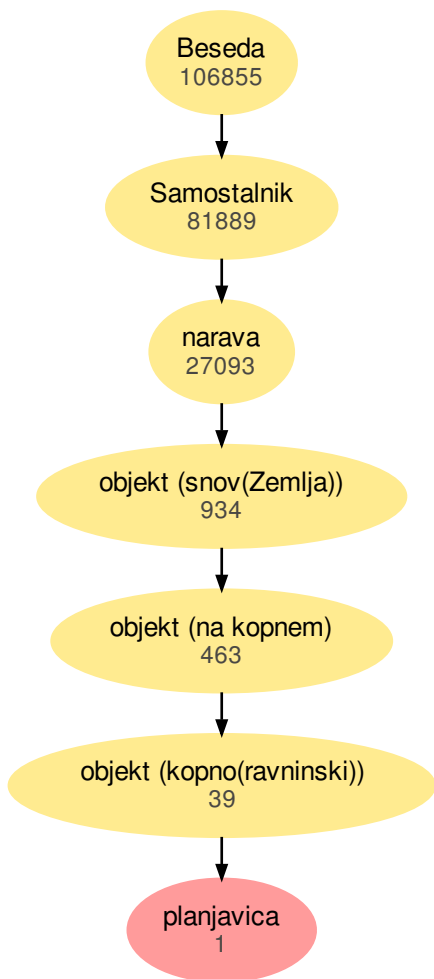 Beseda
106855
Samostalnik
81889
narava
27093
objekt (snov(Zemlja))
934
objekt (na kopnem)
463
objekt (kopno(ravninski))
39
planjavica
1